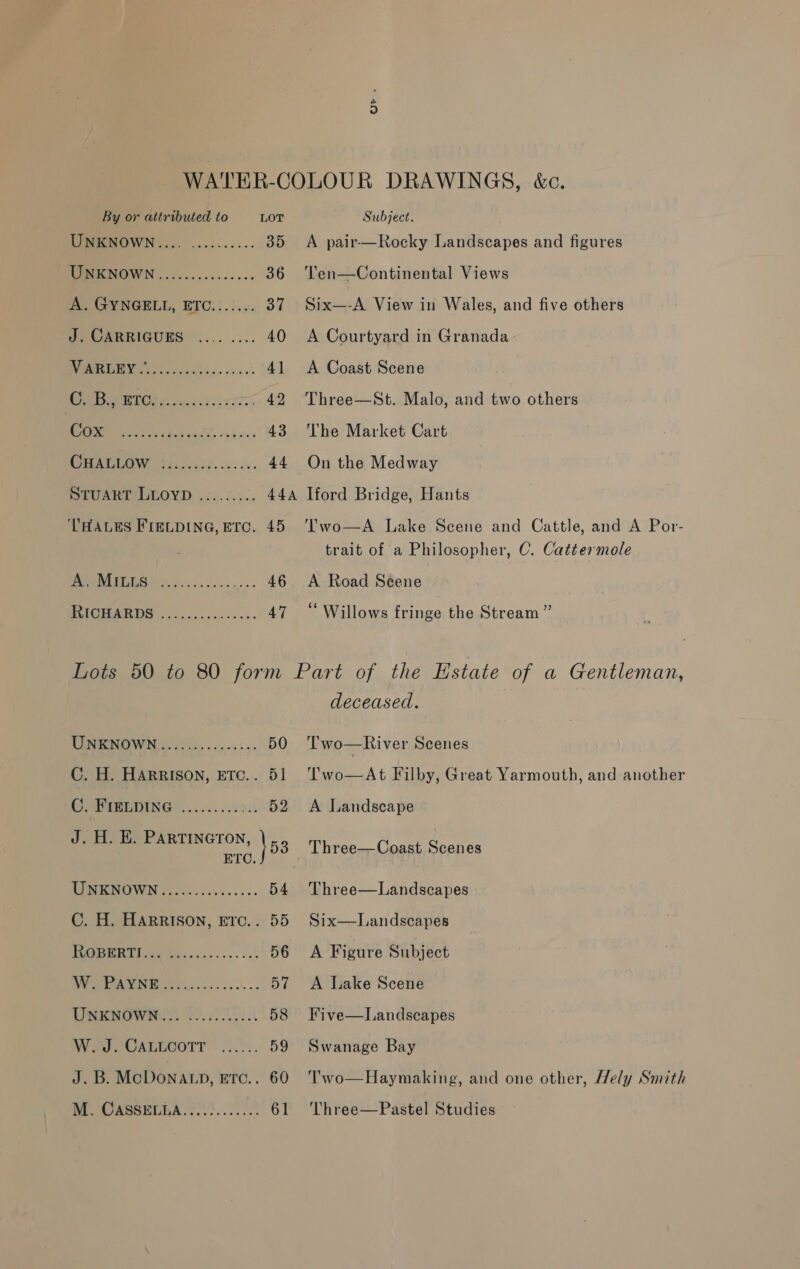 5
WATER-COLOUR DRAWINGS, &c.
By or attributed to LOT Subject.
UNKNOWN.... .......... 35 A pair—Rocky Landscapes and figures
UNKNOWN.............. 36 Ten—Continental Views
A. GYNGELL, ETC....... 37 Six—A View in Wales, and five others
J. CARRIGUES .... .... 40 A Courtyard in Granada
VARLEY................ 41 A Coast Scene
C. B., ETC............. 42 Three—St. Malo, and two others
COX .................. 43 The Market Cart
CHALLOW .............. 44 On the Medway
STUART LLOYD ......... 44A Iford Bridge, Hants
THALES FIELDING, ETC. 45 Two—A Lake Scene and Cattle, and A Por-
trait of a Philosopher, C. Cattermole
A. MILLS .............. 46 A Road Scene
RICHARDS .............. 47 “Willows fringe the Stream”
Lots 50 to 80 form Part of the Estate of a Gentleman,
deceased.
UNKNOWN.............. 50 Two—River Scenes
C. H. HARRISON, ETC.. 51 Two—At Filby, Great Yarmouth, and another
C. FIELDING ........... 52 A Landscape
J. H. E. PARTINGTON, ETC. } 53 Three—Coast Scenes
UNKNOWN.............. 54 Three—Landscapes
C. H. HARRISON, ETC.. 55 Six—Landscapes
ROBERTI... ............ 56 A Figure Subject
W. PAYNE.............. 57 A Lake Scene
UNKNOWN... ........... 58 Five—Landscapes
W. J. CALLCOTT ...... 59 Swanage Bay
J. B. MCDONALD, ETC.. 60 Two—Haymaking, and one other, Hely Smith
M. CASSELLA............ 61 Three—Pastel Studies